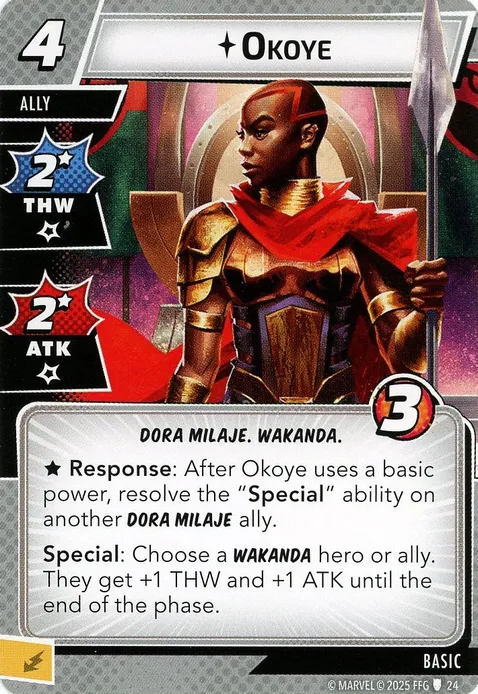 4
Okoye
ALLY
2
THW
2
ATK
3
DORA MILAJE. WAKANDA.
★ Response: After Okoye uses a basic
power, resolve the “Special” ability on
another DORA MILAJE ally.
Special: Choose a WAKANDA hero or ally.
They get +1 THW and +1 ATK until the
end of the phase.
BASIC
© MARVEL © 2025 FFG 24